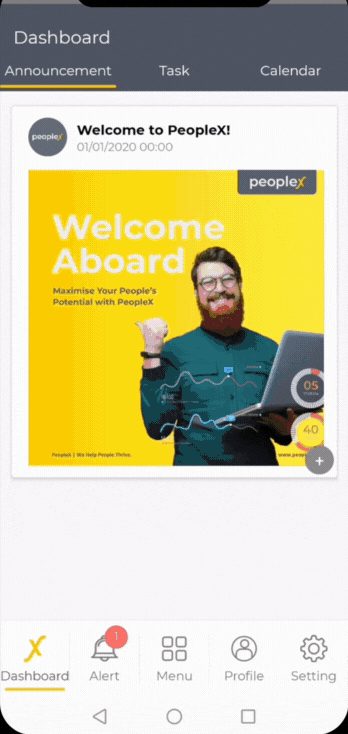 Dashboard
Announcement Task Calendar
peoplex
Welcome to PeopleX!
01/01/2020 00:00
peoplex
Welcome
Aboard
Maximise Your People's
Potential with PeopleX
05
40
PeopleX | We Help People Thrive.
+
1
Dashboard Alert Menu Profile Setting